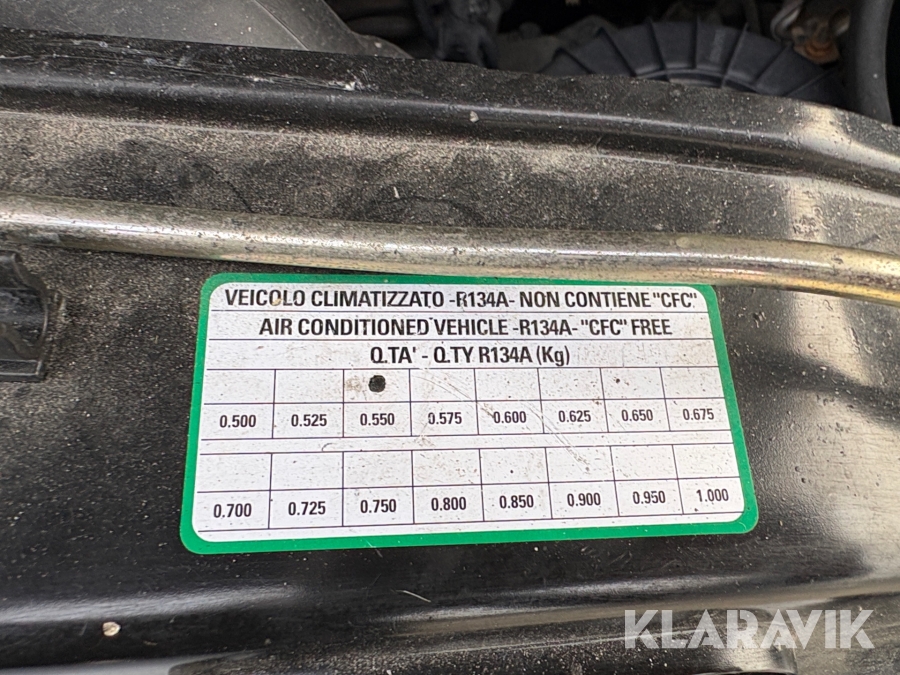 VEICOLO CLIMATIZZATO -R134A- NON CONTIENE "CFC"
AIR CONDITIONED VEHICLE -R134A- "CFC" FREE
Q.TA' - Q.TY R134A (Kg)
0.500 0.525 0.550 0.575 0.600 0.625 0.650 0.675
0.700 0.725 0.750 0.800 0.850 0.900 0.950 1.000
KLARAVIK